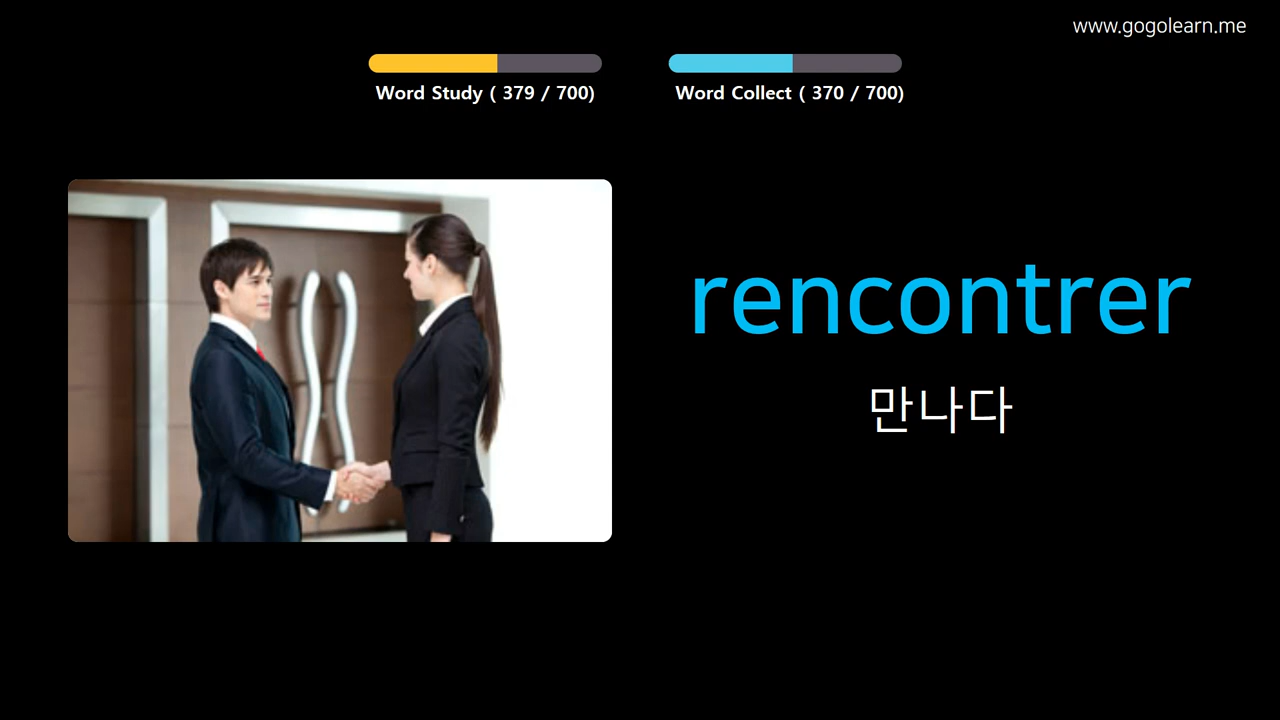 www.gogolearn.me
Word Study ( 379 / 700)
Word Collect ( 370 / 700)
rencontrer
만나다